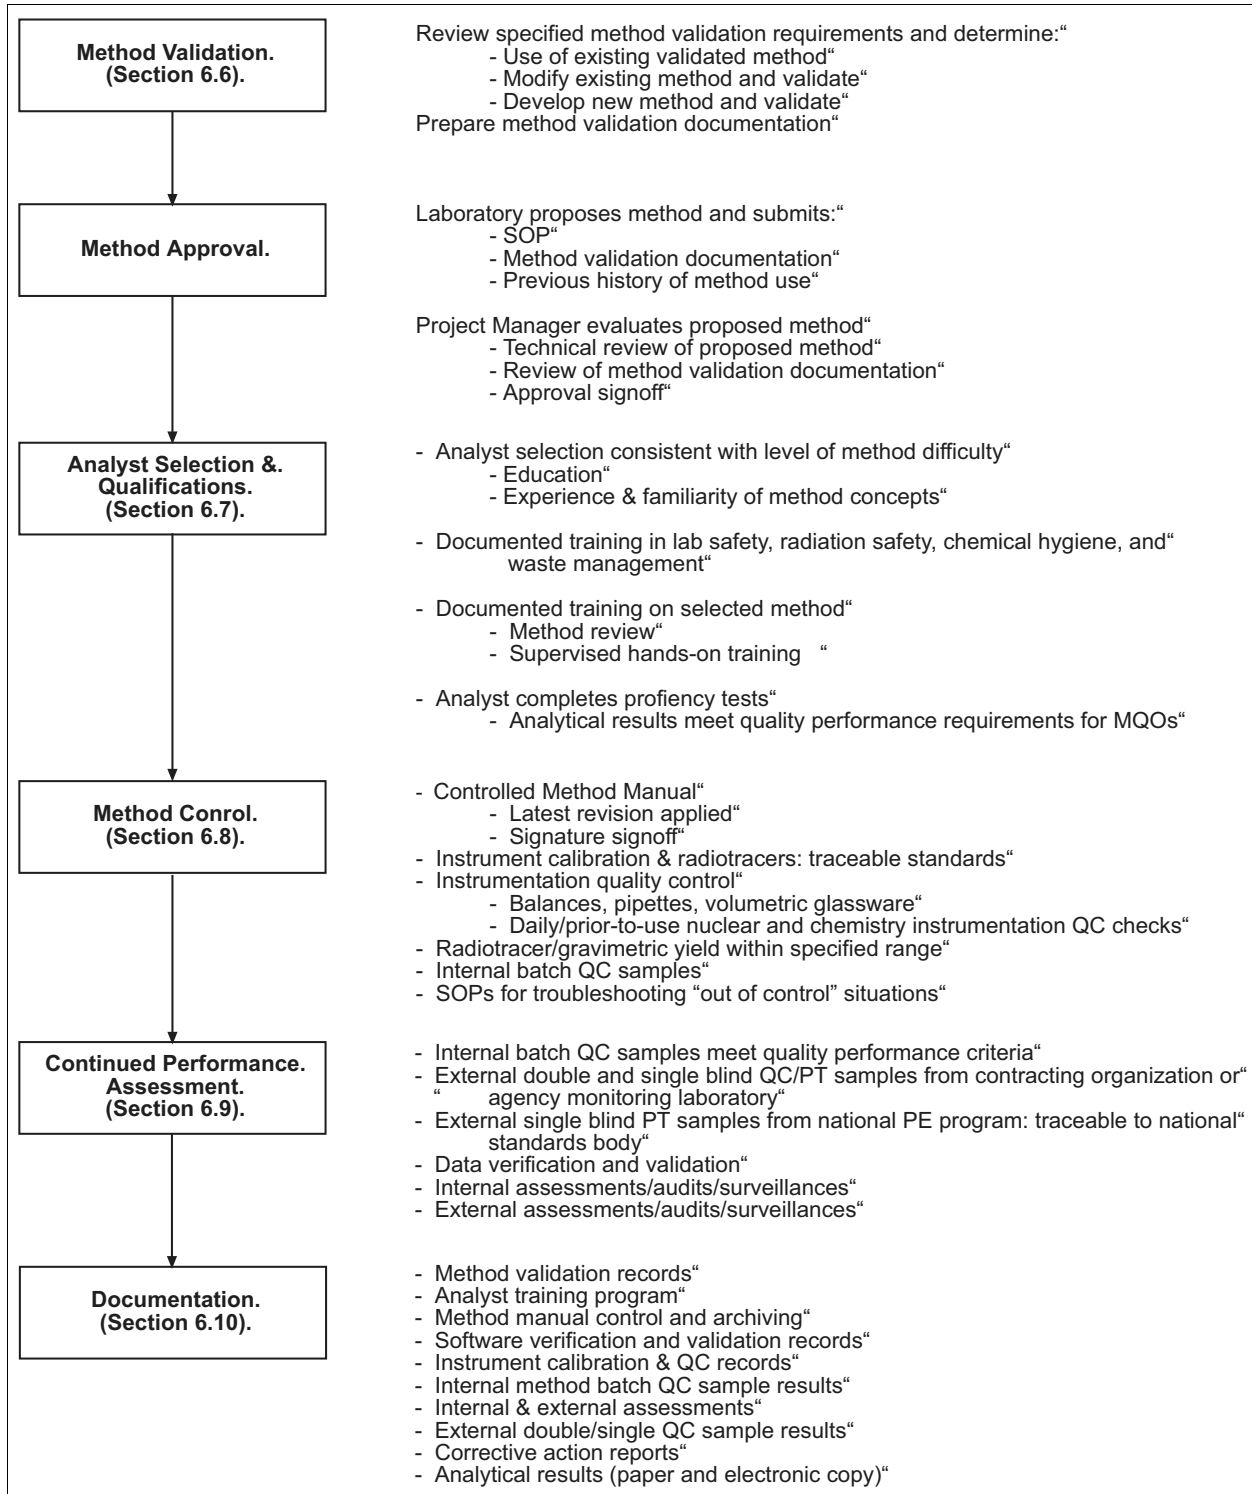 Method Validation.
(Section 6.6).
Review specified method validation requirements and determine:“
- Use of existing validated method“
- Modify existing method and validate“
- Develop new method and validate“
Prepare method validation documentation“
Method Approval.
Laboratory proposes method and submits:“
- SOP“
- Method validation documentation“
- Previous history of method use“
Project Manager evaluates proposed method“
- Technical review of proposed method“
- Review of method validation documentation“
- Approval signoff“
Analyst Selection &.
Qualifications.
(Section 6.7).
- Analyst selection consistent with level of method difficulty“
- Education“
- Experience & familiarity of method concepts“
- Documented training in lab safety, radiation safety, chemical hygiene, and“
waste management“
- Documented training on selected method“
- Method review“
- Supervised hands-on training “
- Analyst completes profiency tests“
- Analytical results meet quality performance requirements for MQOs“
Method Conrol.
(Section 6.8).
- Controlled Method Manual“
- Latest revision applied“
- Signature signoff“
- Instrument calibration & radiotracers: traceable standards“
- Instrumentation quality control“
- Balances, pipettes, volumetric glassware“
- Daily/prior-to-use nuclear and chemistry instrumentation QC checks“
- Radiotracer/gravimetric yield within specified range“
- Internal batch QC samples“
- SOPs for troubleshooting “out of control” situations“
Continued Performance.
Assessment.
(Section 6.9).
- Internal batch QC samples meet quality performance criteria“
- External double and single blind QC/PT samples from contracting organization or“
“ agency monitoring laboratory“
- External single blind PT samples from national PE program: traceable to national“
standards body“
- Data verification and validation“
- Internal assessments/audits/surveillances“
- External assessments/audits/surveillances“
Documentation.
(Section 6.10).
- Method validation records“
- Analyst training program“
- Method manual control and archiving“
- Software verification and validation records“
- Instrument calibration & QC records“
- Internal method batch QC sample results“
- Internal & external assessments“
- External double/single QC sample results“
- Corrective action reports“
- Analytical results (paper and electronic copy)“